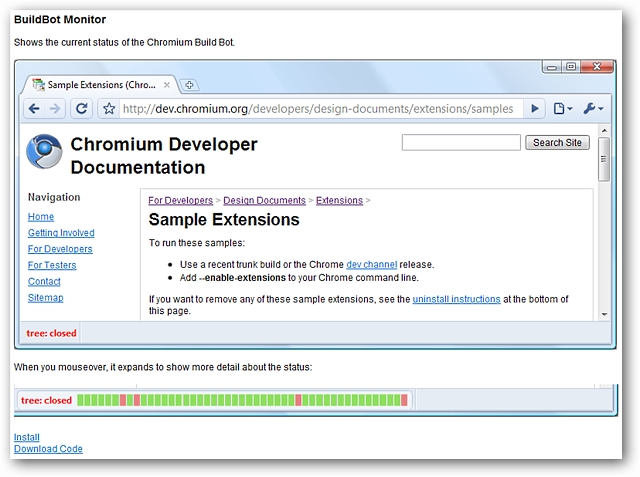 BuildBot Monitor
Shows the current status of the Chromium Build Bot.
Sample Extensions (Chro...
http://dev.chromium.org/developers/design-documents/extensions/samples
Chromium Developer
Documentation
Search Site
Navigation
Home
Getting Involved
For Developers
For Testers
Contact
Sitemap
For Developers > Design Documents > Extensions >
Sample Extensions
To run these samples:
Use a recent trunk build or the Chrome dev channel release.
Add --enable-extensions to your Chrome command line.
If you want to remove any of these sample extensions, see the uninstall instructions at the bottom of
this page.
tree: closed
When you mouseover, it expands to show more detail about the status:
tree: closed
Install
Download Code